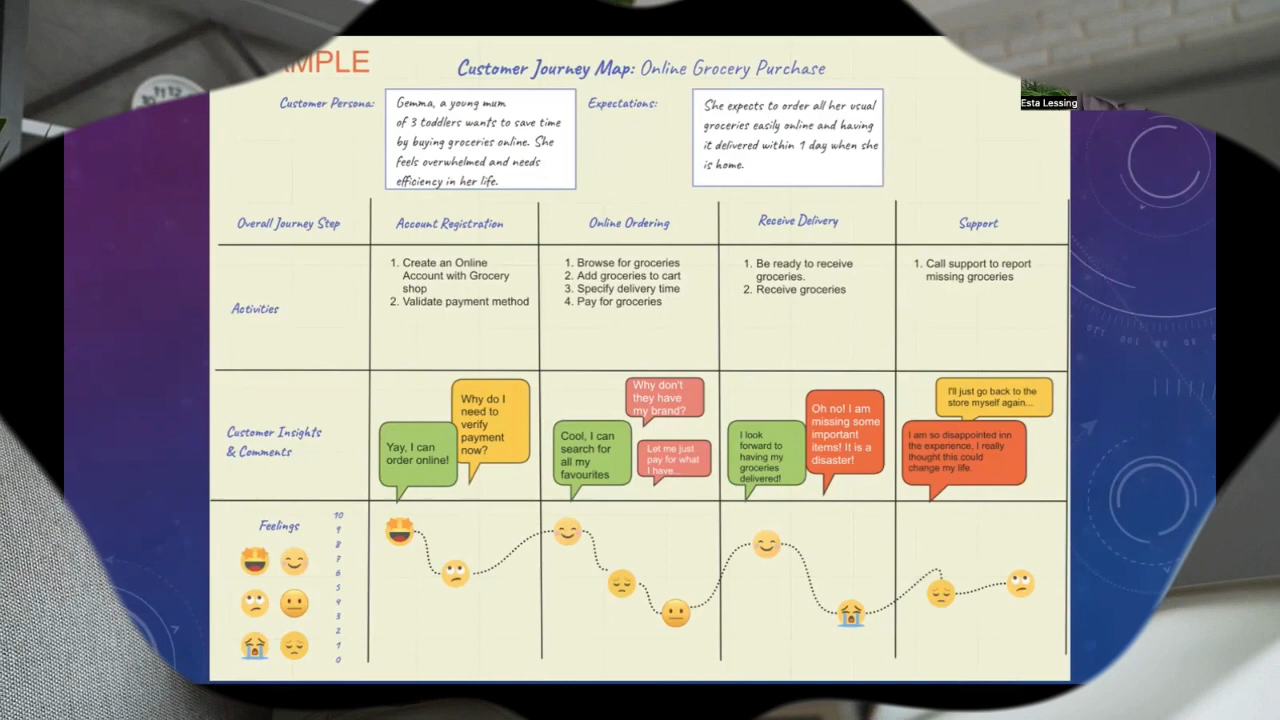 AMPLE
Customer Journey Map: Online Grocery Purchase
Esta Lessing
Customer Persona:
Gemma, a young mum
of 3 toddlers wants to save time
by buying groceries online. She
feels overwhelmed and needs
efficiency in her life.
Expectations:
She expects to order all her usual
groceries easily online and having
it delivered within 1 day when she
is home.
Overall Journey Step
Account Registration
Online Ordering
Receive Delivery
Support
Activities
1. Create an Online
Account with Grocery
shop
2. Validate payment method
1. Browse for groceries
2. Add groceries to cart
3. Specify delivery time
4. Pay for groceries
1. Be ready to receive
groceries.
2. Receive groceries
1. Call support to report
missing groceries
Customer Insights
& Comments
Yay, I can
order online!
Why do I
need to
verify
payment
now?
Cool, I can
search for
all my
favourites
Why don't
they have
my brand?
Let me just
pay for what
I have...
I look
forward to
having my
groceries
delivered!
Oh no! I am
missing some
important
items! It is a
disaster!
I'll just go back to the
store myself again...
I am so disappointed inn
the experience, I really
thought this could
change my life.
Feelings
10
9
8
7
6
5
4
3
2
1
0